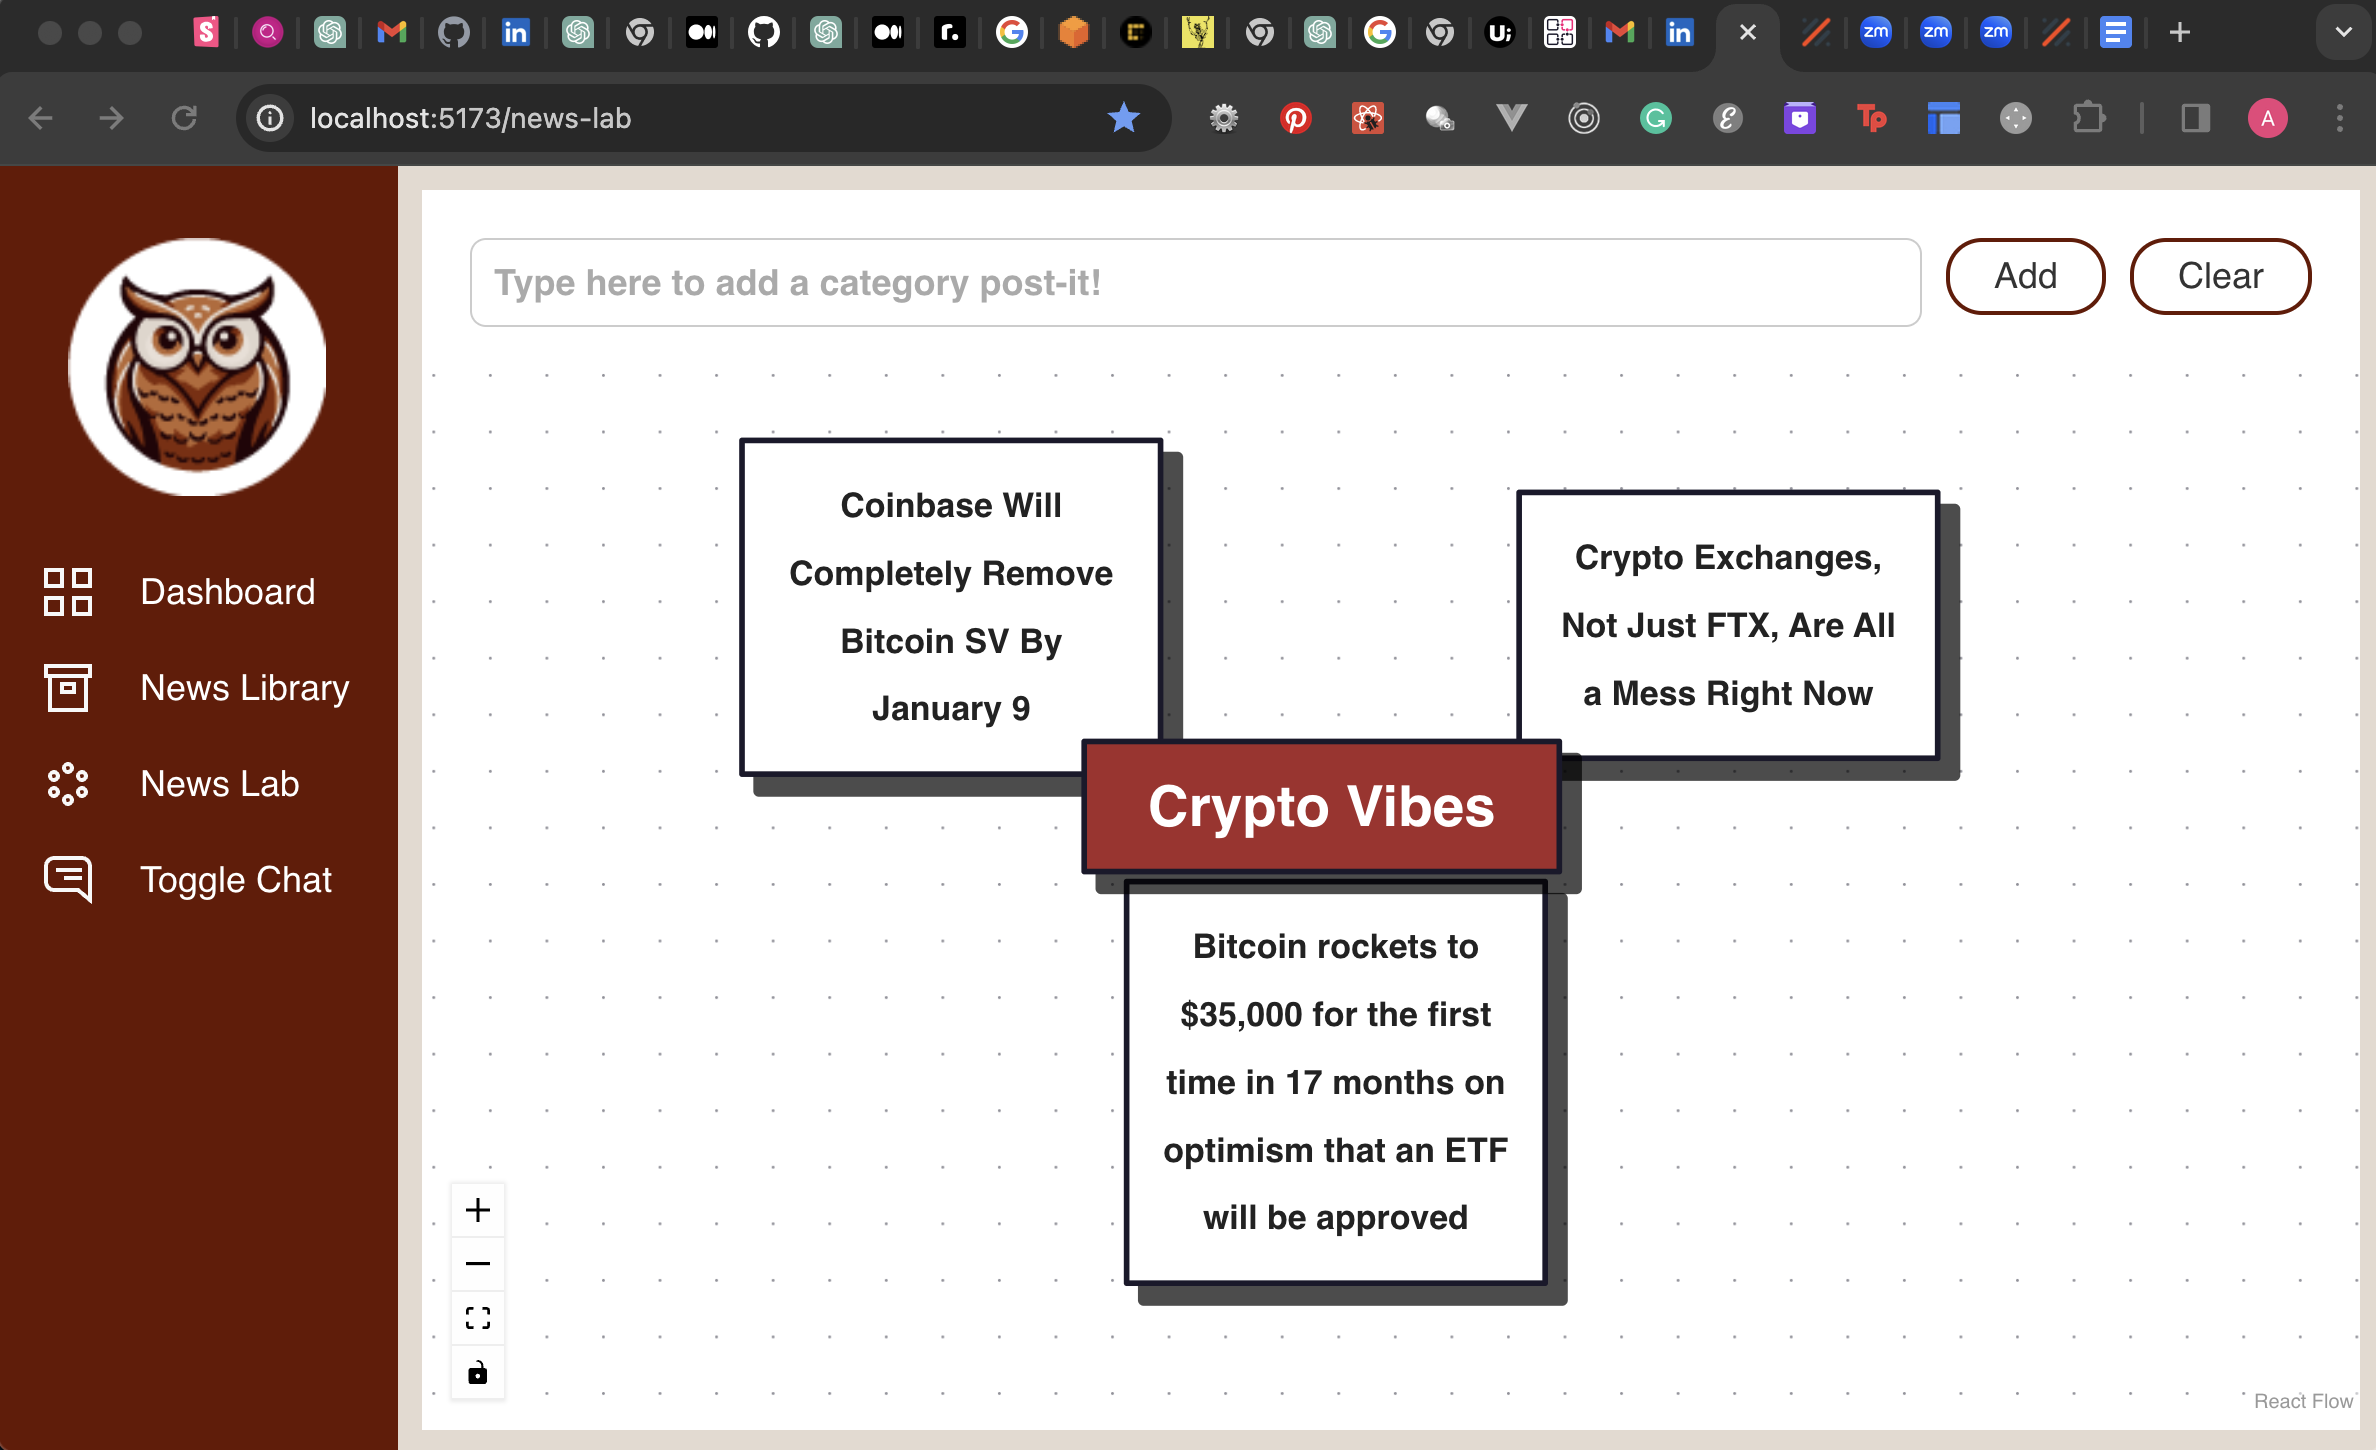 localhost:5173/news-lab
A
Type here to add a category post-it!
Add
Clear
Dashboard
News Library
News Lab
Toggle Chat
Coinbase Will
Completely Remove
Bitcoin SV By
January 9
Crypto Exchanges,
Not Just FTX, Are All
a Mess Right Now
Crypto Vibes
Bitcoin rockets to
$35,000 for the first
time in 17 months on
optimism that an ETF
will be approved
React Flow